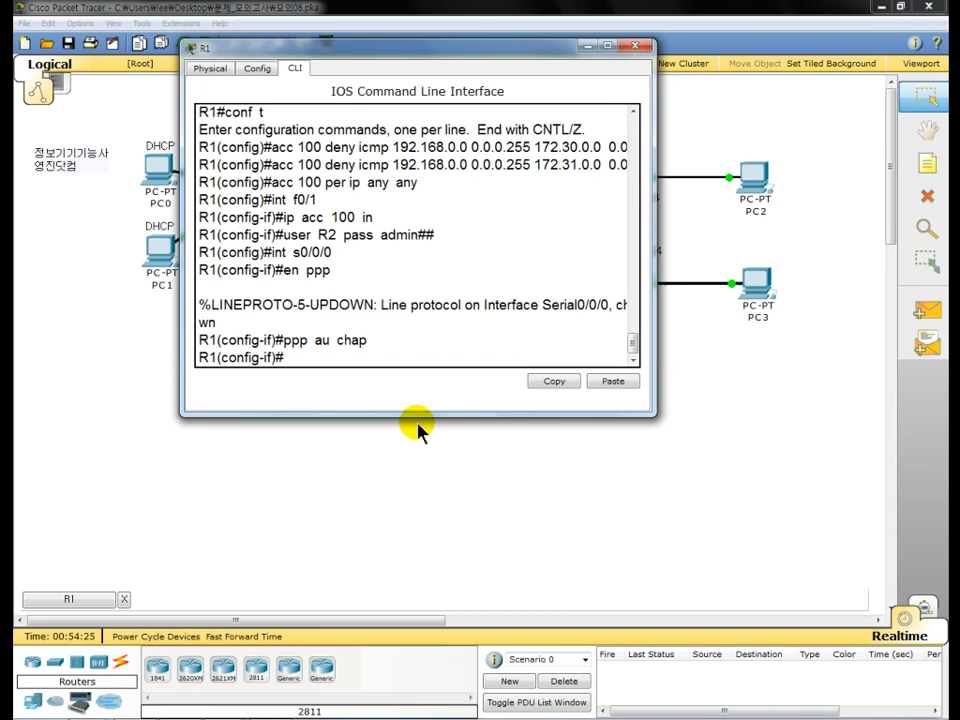 Cisco Packet Tracer - C:\Users\lee\Desktop\문제_모의고사\모의06.pka
File Edit Options View Tools Extensions Help
Logical
[Root]
New Cluster
Move Object
Set Tiled Background
Viewport
R1
Physical
Config
CLI
IOS Command Line Interface
R1#conf t
Enter configuration commands, one per line. End with CNTL/Z.
R1(config)#acc 100 deny icmp 192.168.0.0 0.0.0.255 172.30.0.0 0.0
R1(config)#acc 100 deny icmp 192.168.0.0 0.0.0.255 172.31.0.0 0.0
R1(config)#acc 100 per ip any any
R1(config)#int f0/1
R1(config-if)#ip acc 100 in
R1(config-if)#user R2 pass admin##
R1(config)#int s0/0/0
R1(config-if)#en ppp
%LINEPROTO-5-UPDOWN: Line protocol on Interface Serial0/0/0, ch
wn
R1(config-if)#ppp au chap
R1(config-if)#
Copy
Paste
정보기기기능사
영진닷컴
DHCP
PC-PT
PC0
DHCP
PC-PT
PC1
PC-PT
PC2
PC-PT
PC3
R1
X
Time: 00:54:25
Power Cycle Devices
Fast Forward Time
Realtime
Routers
1841
2620XM
2621XM
2811
Generic
Generic
2811
Scenario 0
New
Delete
Toggle PDU List Window
Fire
Last Status
Source
Destination
Type
Color
Time (sec)
Per